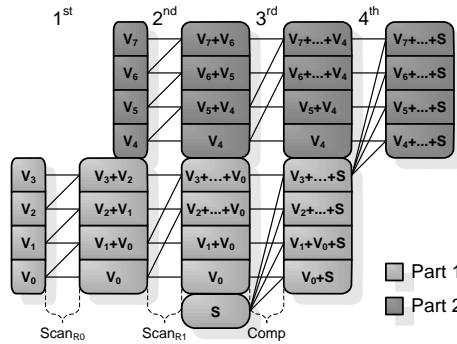 1st 2nd 3rd 4th
V7 V7+V6 V7+...+V4 V7+...+S
V6 V6+V5 V6+...+V4 V6+...+S
V5 V5+V4 V5+V4 V5+...+S
V4 V4 V4 V4+...+S
V3 V3+V2 V3+...+V0 V3+...+S
V2 V2+V1 V2+...+V0 V2+...+S
V1 V1+V0 V1+V0 V1+V0+S
V0 V0 V0 V0+S
S
Part 1
Part 2
ScanR0 ScanR1 Comp